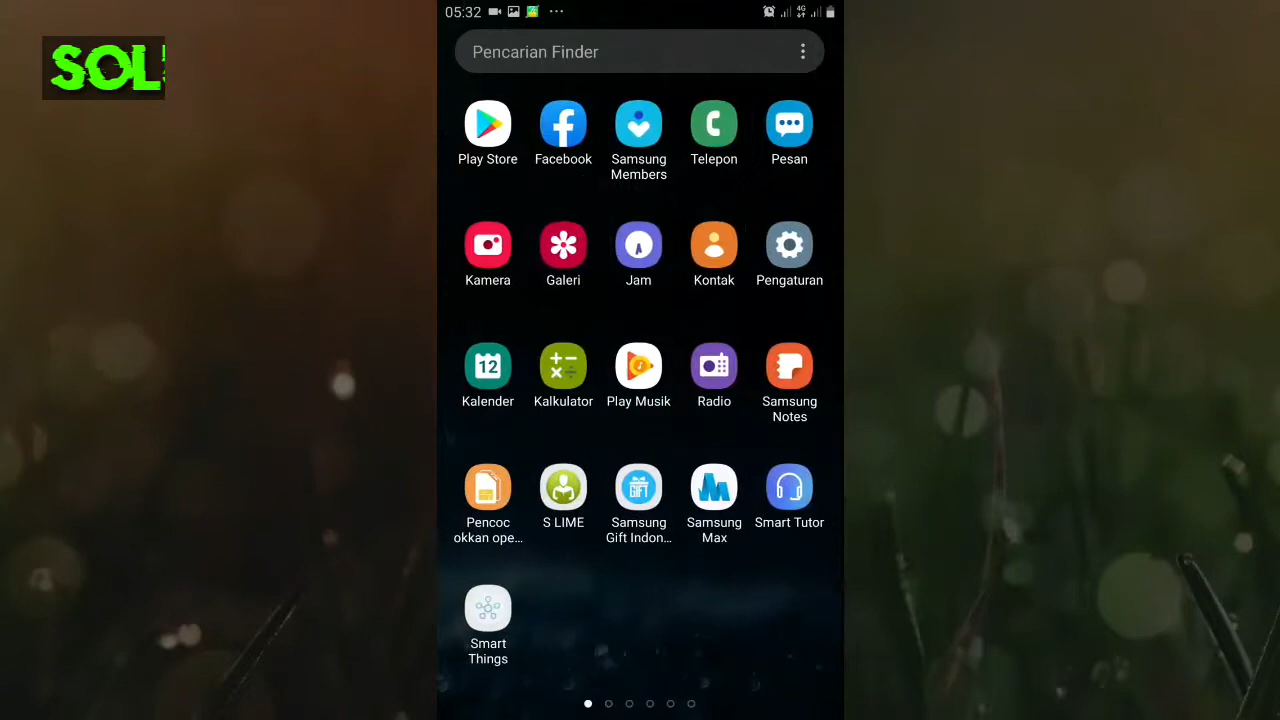 05:32
4G
SOL
Pencarian Finder
Play Store
Facebook
Samsung
Members
Telepon
Pesan
Kamera
Galeri
Jam
Kontak
Pengaturan
12
Kalender
Kalkulator
Play Musik
Radio
Samsung
Notes
Pencoc
okkan ope...
S LIME
GIFT
Samsung
Gift Indon...
Samsung
Max
Smart Tutor
Smart
Things